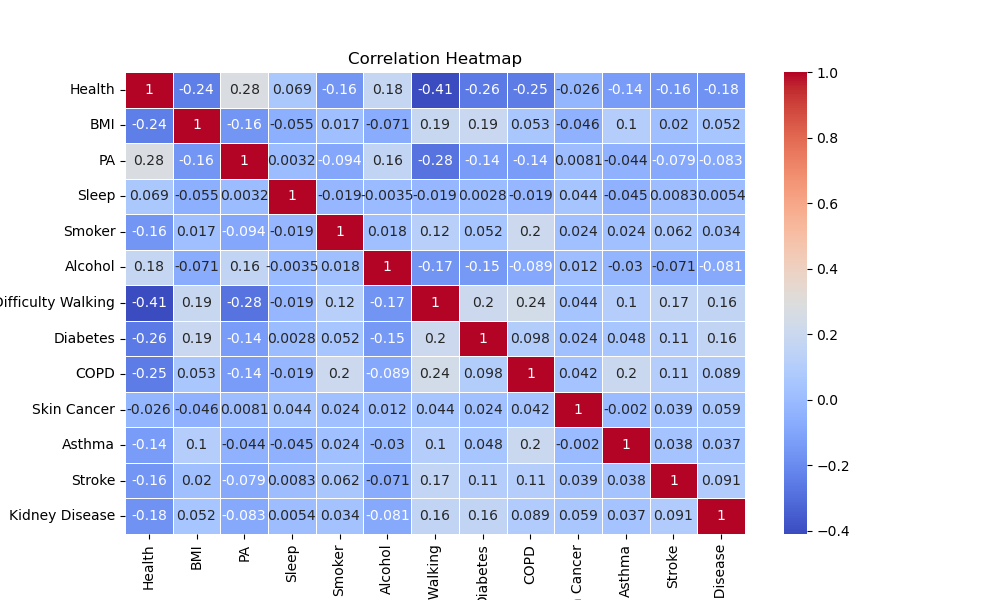 Correlation Heatmap
Health 1 -0.24 0.28 0.069 -0.16 0.18 -0.41 -0.26 -0.25 -0.026 -0.14 -0.16 -0.18
BMI -0.24 1 -0.16 -0.055 0.017 -0.071 0.19 0.19 0.053 -0.046 0.1 0.02 0.052
PA 0.28 -0.16 1 0.0032 -0.094 0.16 -0.28 -0.14 -0.14 0.0081 -0.044 -0.079 -0.083
Sleep 0.069 -0.055 0.0032 1 -0.019 -0.0035 -0.019 0.0028 -0.019 0.044 -0.045 0.0083 0.0054
Smoker -0.16 0.017 -0.094 -0.019 1 0.018 0.12 0.052 0.2 0.024 0.024 0.062 0.034
Alcohol 0.18 -0.071 0.16 -0.0035 0.018 1 -0.17 -0.15 -0.089 0.012 -0.03 -0.071 -0.081
Difficulty Walking -0.41 0.19 -0.28 -0.019 0.12 -0.17 1 0.2 0.24 0.044 0.1 0.17 0.16
Diabetes -0.26 0.19 -0.14 0.0028 0.052 -0.15 0.2 1 0.098 0.024 0.048 0.11 0.16
COPD -0.25 0.053 -0.14 -0.019 0.2 -0.089 0.24 0.098 1 0.042 0.2 0.11 0.089
Skin Cancer -0.026 -0.046 0.0081 0.044 0.024 0.012 0.044 0.024 0.042 1 -0.002 0.039 0.059
Asthma -0.14 0.1 -0.044 -0.045 0.024 -0.03 0.1 0.048 0.2 -0.002 1 0.038 0.037
Stroke -0.16 0.02 -0.079 0.0083 0.062 -0.071 0.17 0.11 0.11 0.039 0.038 1 0.091
Kidney Disease -0.18 0.052 -0.083 0.0054 0.034 -0.081 0.16 0.16 0.089 0.059 0.037 0.091 1
Health BMI PA Sleep Smoker Alcohol Walking Diabetes COPD Cancer Asthma Stroke Disease
1.0
0.8
0.6
0.4
0.2
0.0
−0.2
−0.4